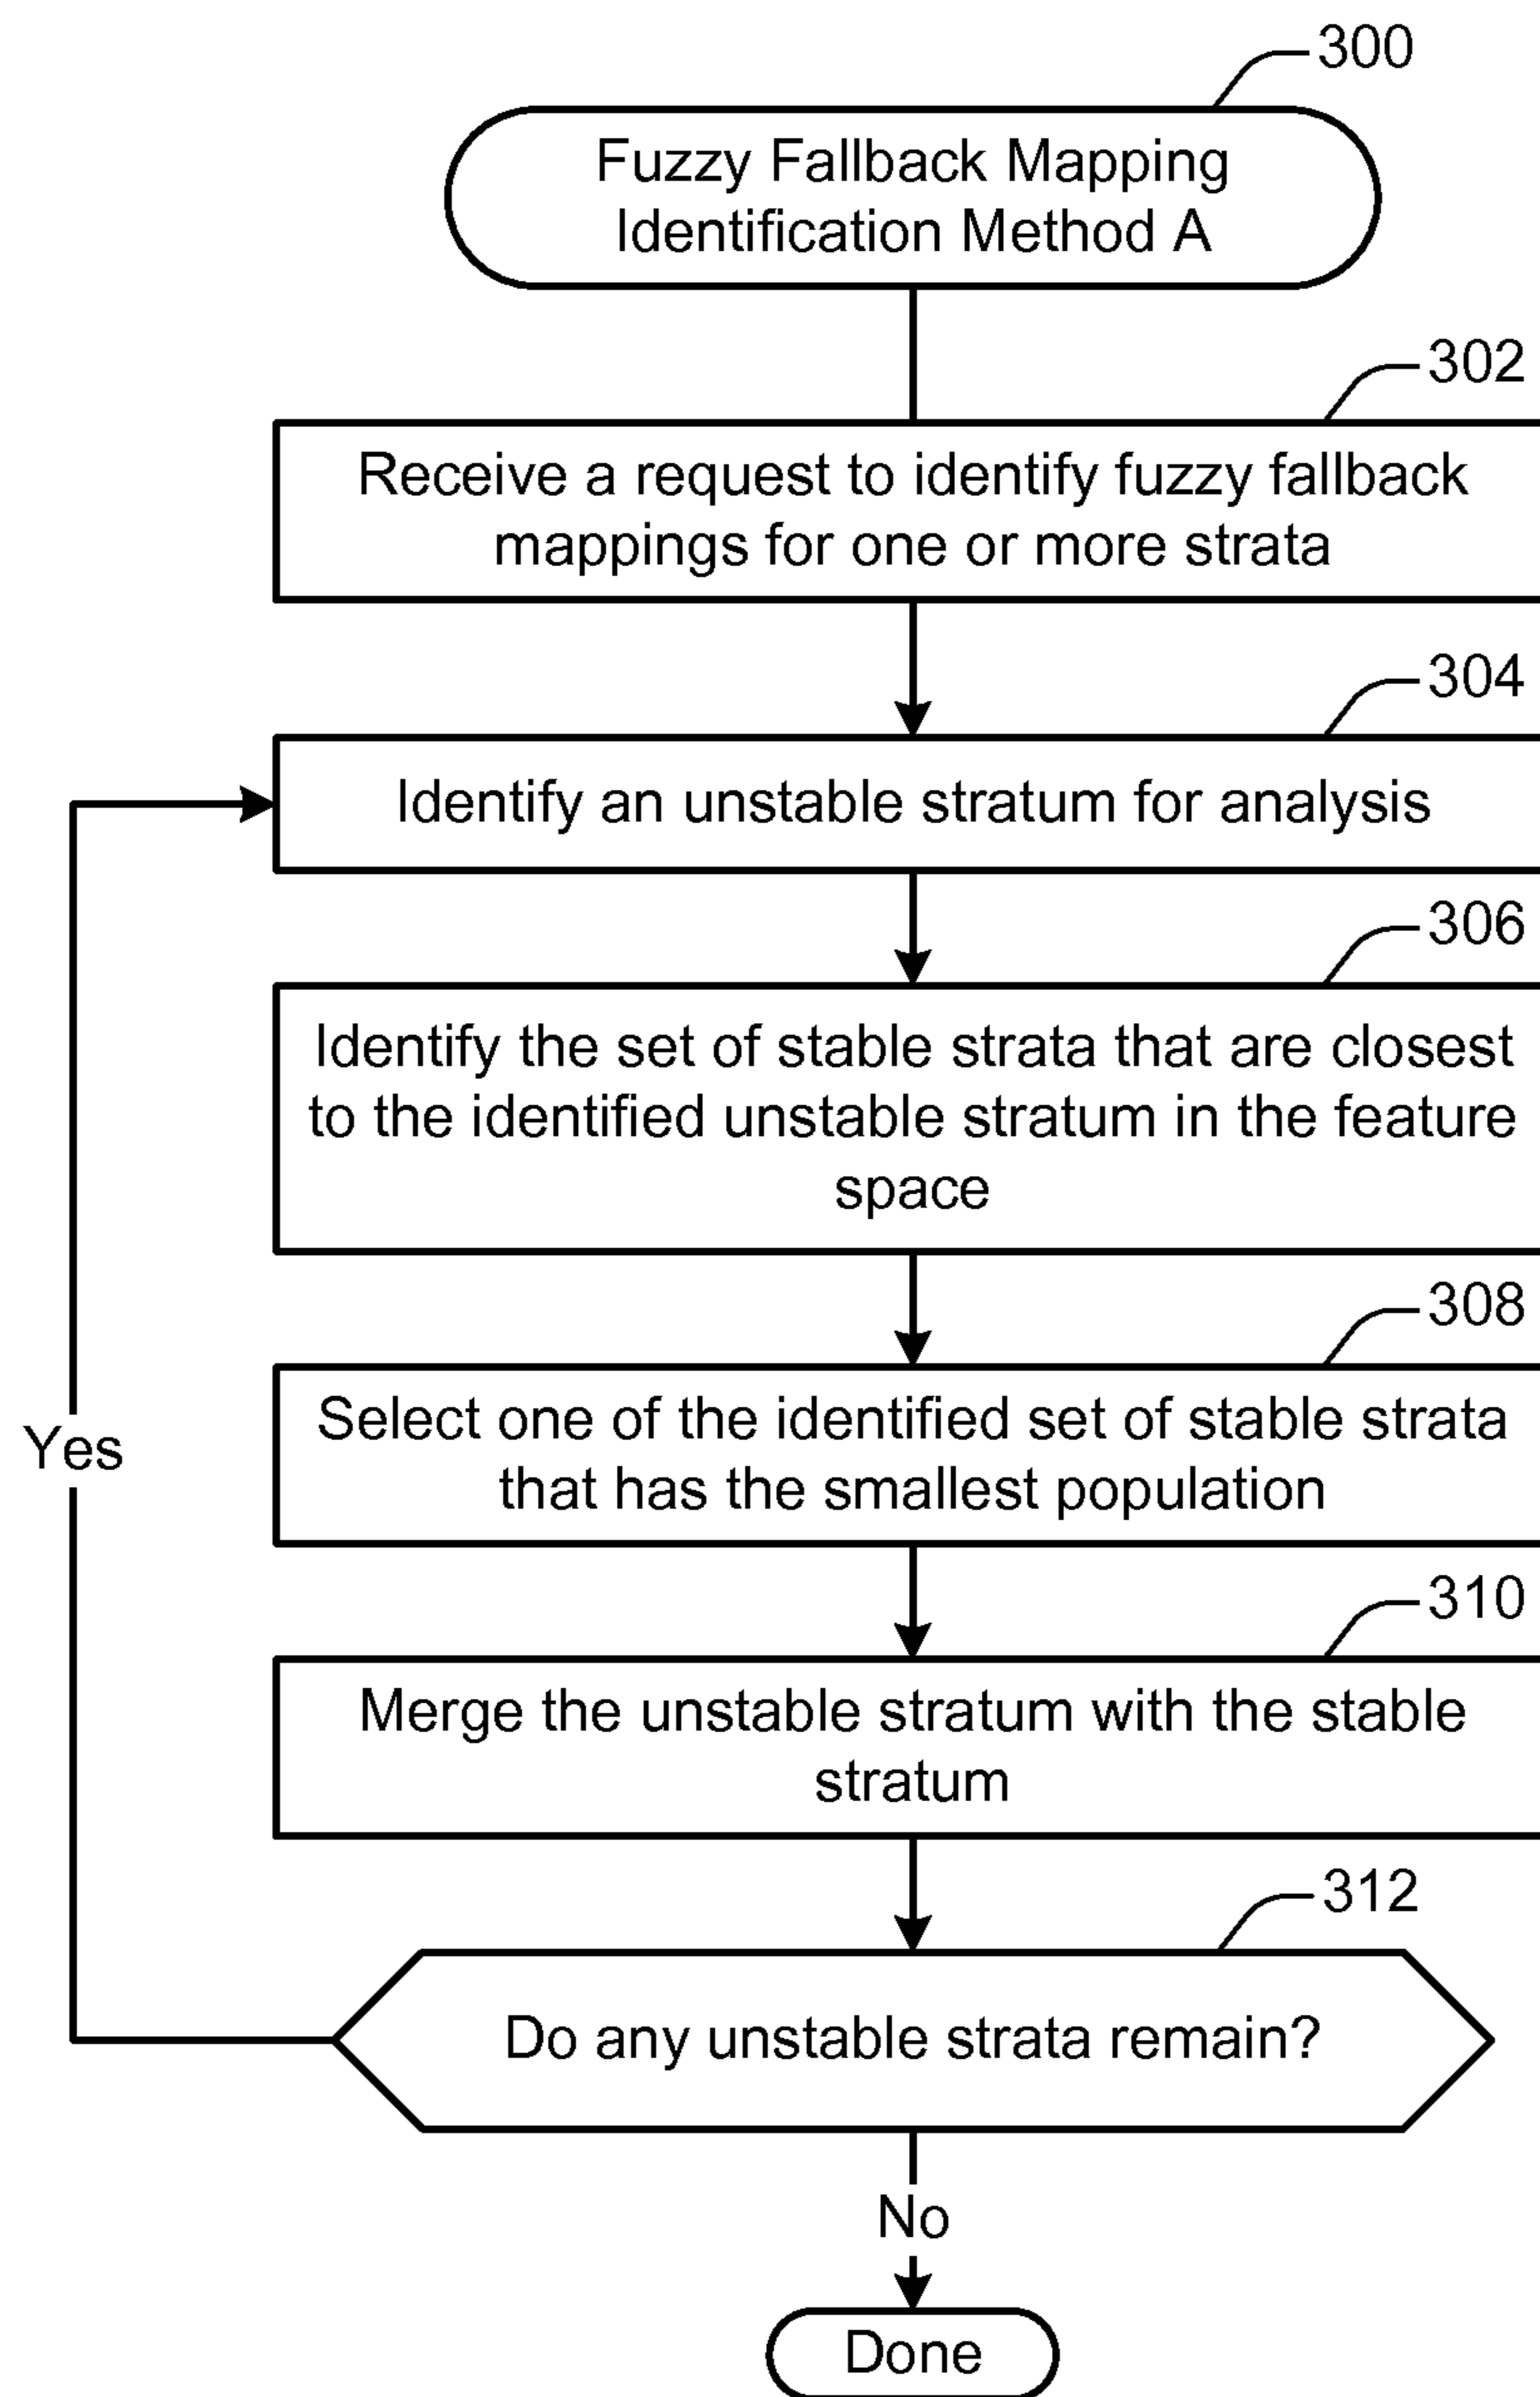 300
Fuzzy Fallback Mapping
Identification Method A
302
Receive a request to identify fuzzy fallback
mappings for one or more strata
304
Identify an unstable stratum for analysis
306
Identify the set of stable strata that are closest
to the identified unstable stratum in the feature
space
308
Select one of the identified set of stable strata
that has the smallest population
Yes
310
Merge the unstable stratum with the stable
stratum
312
Do any unstable strata remain?
No
Done